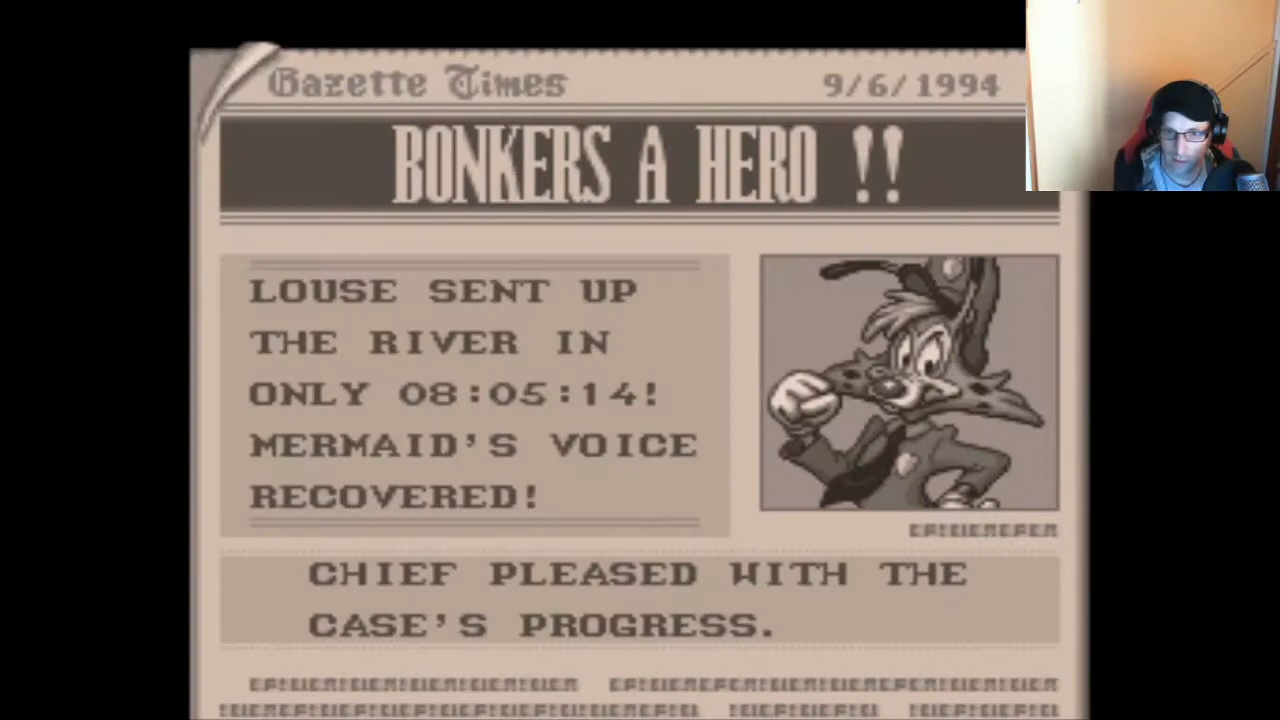 Gazette Times 9/6/1994
BONKERS A HERO !!
LOUSE SENT UP
THE RIVER IN
ONLY 08:05:14!
MERMAID'S VOICE
RECOVERED!
CHIEF PLEASED WITH THE
CASE'S PROGRESS.